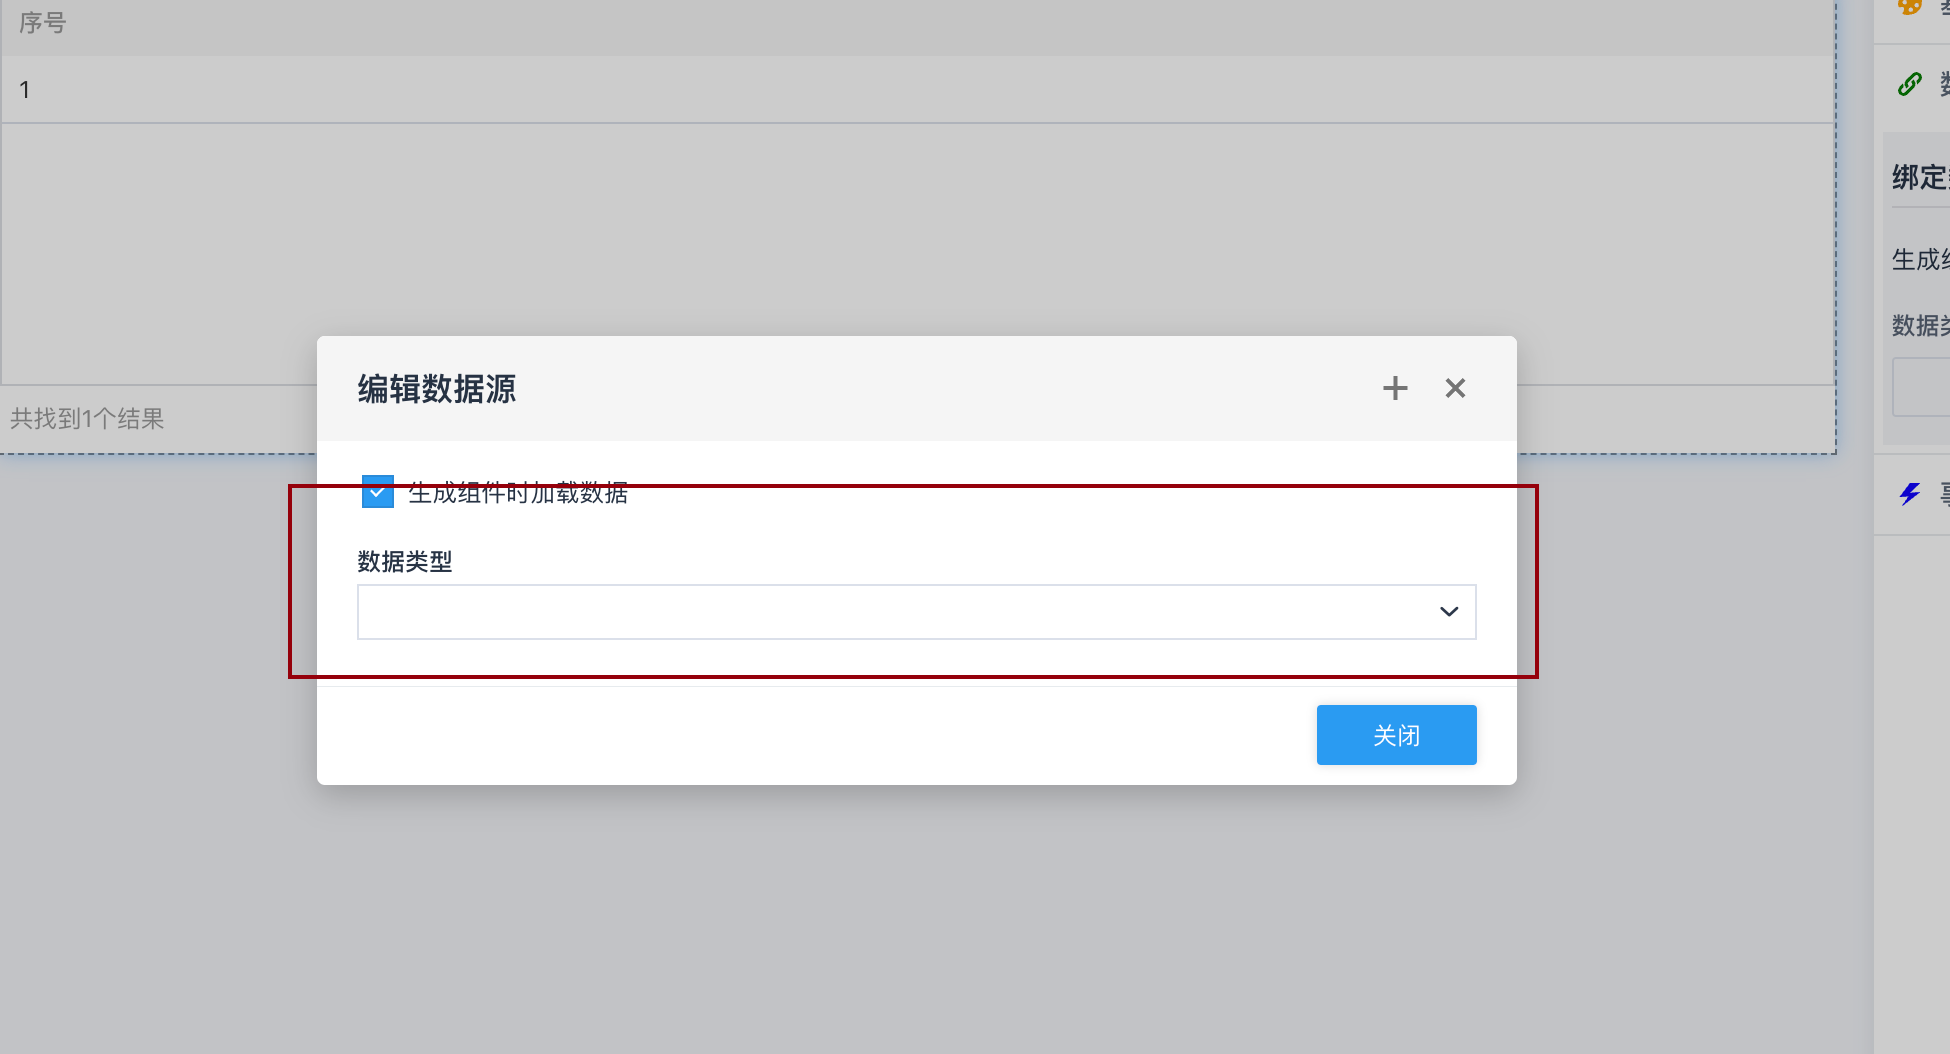 序号
1
共找到1个结果
编辑数据源
生成组件时加载数据
数据类型
关闭
绑定
生成
数据